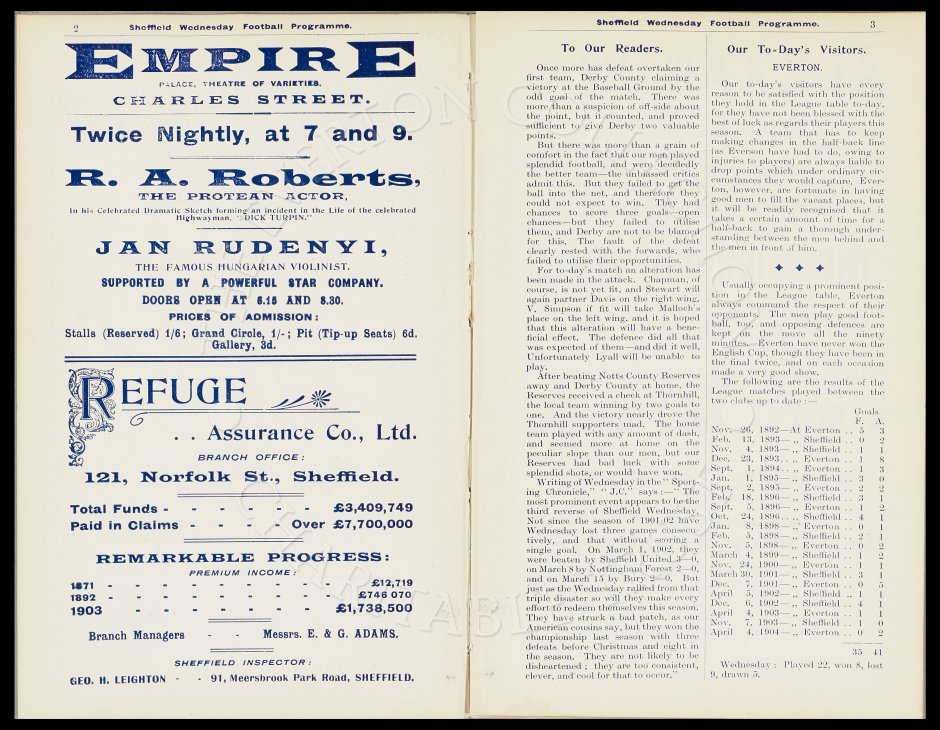 2 Sheffield Wednesday Football Programme.
EMPIRE
PALACE, THEATRE OF VARIETIES.
CHARLES STREET.
Twice Nightly, at 7 and 9.
R. A. Roberts,
THE PROTEAN ACTOR,
In his Celebrated Dramatic Sketch forming an incident in the Life of the celebrated
Highwayman, "DICK TURPIN."
JAN RUDENYI,
THE FAMOUS HUNGARIAN VIOLINIST.
SUPPORTED BY A POWERFUL STAR COMPANY.
DOORS OPEN AT 6.15 AND 8.30.
PRICES OF ADMISSION:
Stalls (Reserved) 1/6; Grand Circle, 1/-; Pit (Tip-up Seats) 6d.
Gallery, 3d.
REFUGE
. . Assurance Co., Ltd.
BRANCH OFFICE:
121, Norfolk St., Sheffield.
Total Funds - - - - - - £3,409,749
Paid in Claims - - - - Over £7,700,000
REMARKABLE PROGRESS:
PREMIUM INCOME:
1871 - - - - - - - - - - £12,719
1892 - - - - - - - - - - £746 070
1903 - - - - - - - - - £1,738,500
Branch Managers - - Messrs. E. & G. ADAMS.
SHEFFIELD INSPECTOR:
GEO. H. LEIGHTON - - 91, Meersbrook Park Road, SHEFFIELD.
Sheffield Wednesday Football Programme. 3
To Our Readers.
Once more has defeat overtaken our
first team, Derby County claiming a
victory at the Baseball Ground by the
odd goal of the match. There was
more than a suspicion of off-side about
the point, but it counted, and proved
sufficient to give Derby two valuable
points.
But there was more than a grain of
comfort in the fact that our men played
splendid football, and were decidedly
the better team—the unbiassed critics
admit this. But they failed to get the
ball into the net, and therefore they
could not expect to win. They had
chances to score three goals—open
chances—but they failed to utilise
them, and Derby are not to be blamed
for this. The fault of the defeat
clearly rested with the forwards, who
failed to utilise their opportunities.
For to-day's match an alteration has
been made in the attack. Chapman, of
course, is not yet fit, and Stewart will
again partner Davis on the right wing.
V. Simpson if fit will take Malloch's
place on the left wing, and it is hoped
that this alteration will have a bene-
ficial effect. The defence did all that
was expected of them—and did it well.
Unfortunately Lyall will be unable to
play.
After beating Notts County Reserves
away and Derby County at home, the
Reserves received a check at Thornhill,
the local team winning by two goals to
one. And the victory nearly drove the
Thornhill supporters mad. The home
team played with any amount of dash,
and seemed more at home on the
peculiar slope than our men, but our
Reserves had bad luck with some
splendid shots, or would have won.
Writing of Wednesday in the "Sport-
ing Chronicle," "J.C." says:—"The
most prominent event appears to be the
third reverse of Sheffield Wednesday.
Not since the season of 1901-02 have
Wednesday lost three games consecu-
tively, and that without scoring a
single goal. On March 1, 1902, they
were beaten by Sheffield United 3—0,
on March 8 by Nottingham Forest 2—0,
and on March 15 by Bury 2—0. But
just as the Wednesday rallied from that
triple disaster so will they make every
effort to redeem themselves this season.
They have struck a bad patch, as our
American cousins say, but they won the
championship last season with three
defeats before Christmas and eight in
the season. They are not likely to be
disheartened; they are too consistent,
clever, and cool for that to occur."
Our To-Day's Visitors.
EVERTON.
Our to-day's visitors have every
reason to be satisfied with the position
they hold in the League table to-day,
for they have not been blessed with the
best of luck as regards their players this
season. A team that has to keep
making changes in the half-back line
(as Everson have had to do, owing to
injuries to players) are always liable to
drop points which under ordinary cir-
cumstances they would capture. Ever-
ton, however, are fortunate in having
good men to fill the vacant places, but
it will be readily recognised that it
takes a certain amount of time for a
half-back to gain a thorough under-
standing between the men behind and
the men in front of him.
Usually occupying a prominent posi-
tion in the League table, Everton
always command the respect of their
opponents. The men play good foot-
ball, too, and opposing defences are
kept on the move all the ninety
minutes. Everton have never won the
English Cup, though they have been in
the final twice, and on each occasion
made a very good show.
The following are the results of the
League matches played between the
two clubs up to date:—
Goals
F. A.
Nov. 26, 1892—At Everton .. 5 3
Feb. 13, 1893— ,, Sheffield .. 0 2
Nov. 4, 1893— ,, Sheffield .. 1 1
Dec. 23, 1893.. ,, Everton .. 1 8
Sept. 1, 1894.. ,, Everton .. 1 3
Jan. 1, 1895— ,, Sheffield .. 3 0
Sept. 2, 1895— ,, Everton .. 2 2
Feb. 18, 1896— ,, Sheffield .. 3 1
Sept. 5, 1896— ,, Everton .. 1 2
Oct. 24, 1896— ,, Sheffield .. 4 1
Jan. 8, 1898— ,, Everton .. 0 1
Feb. 5, 1898— ,, Sheffield .. 2 1
Nov. 5, 1898— ,, Everton .. 0 2
March 4, 1899— ,, Sheffield .. 1 2
Nov. 24, 1900— ,, Everton .. 1 1
March 30, 1901— ,, Sheffield .. 3 1
Dec. 7, 1901— ,, Everton .. 0 5
April 5, 1902— ,, Sheffield .. 1 1
Dec. 6, 1902— ,, Sheffield .. 4 1
April 4, 1903— ,, Everton .. 1 1
Nov. 7, 1903— ,, Sheffield .. 1 0
April 4, 1904— ,, Everton .. 0 2
35 41
Wednesday: Played 22, won 8, lost
9, drawn 5.